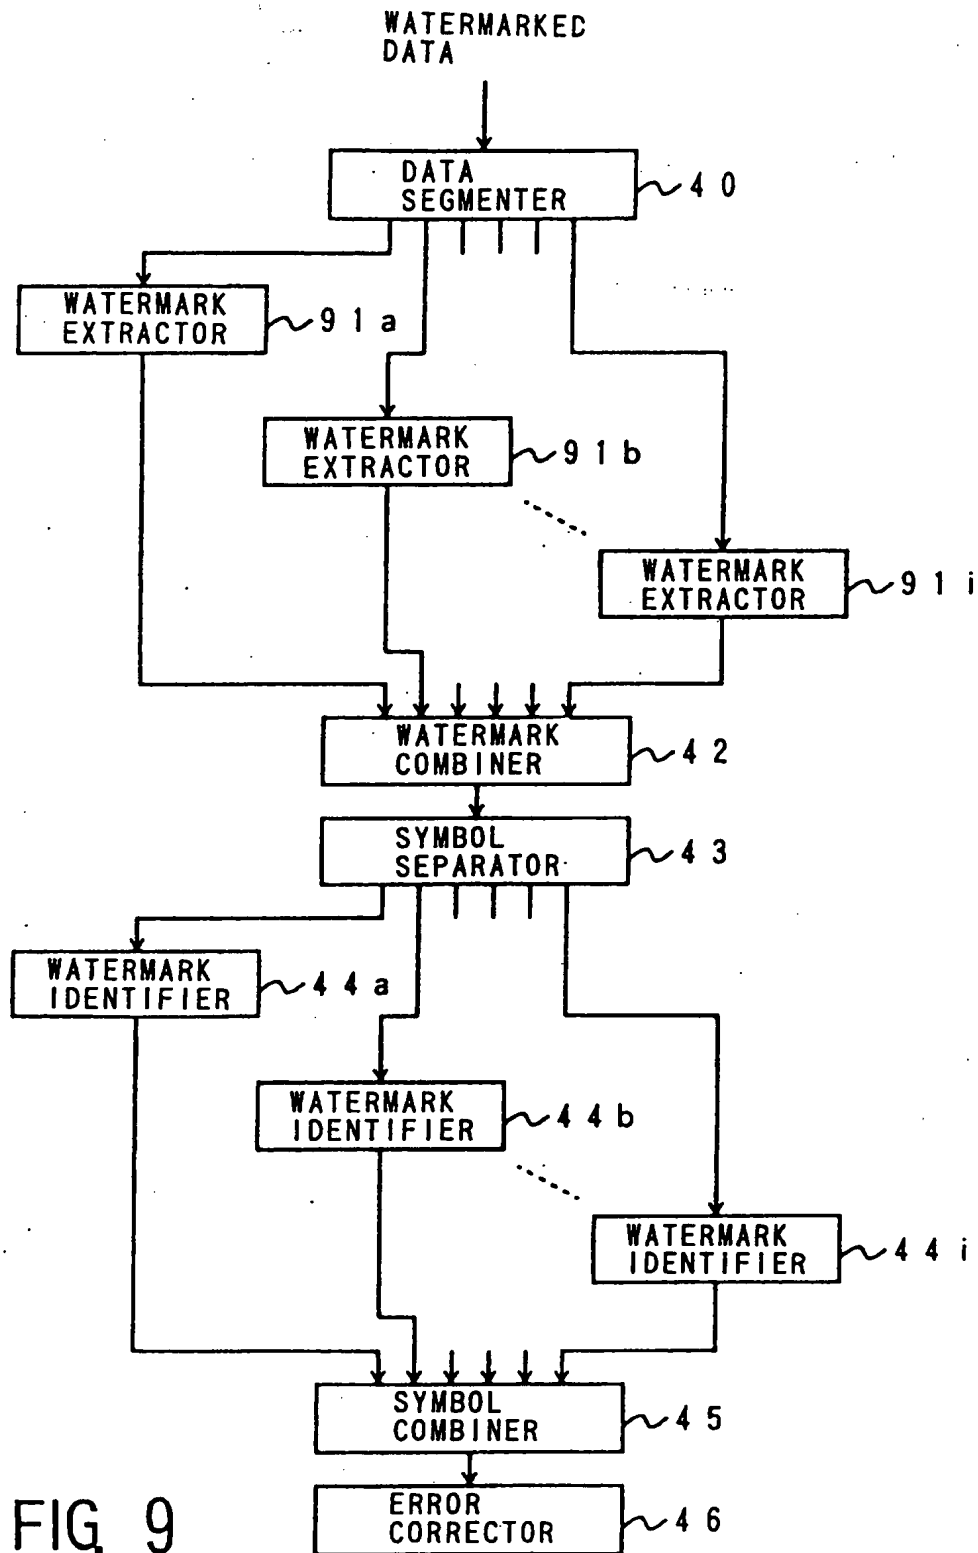 WATERMARKED
DATA
DATA
SEGMENTER
40
WATERMARK
EXTRACTOR
91a
WATERMARK
EXTRACTOR
91b
WATERMARK
EXTRACTOR
91i
WATERMARK
COMBINER
42
SYMBOL
SEPARATOR
43
WATERMARK
IDENTIFIER
44a
WATERMARK
IDENTIFIER
44b
WATERMARK
IDENTIFIER
44i
SYMBOL
COMBINER
45
ERROR
CORRECTOR
46
FIG. 9